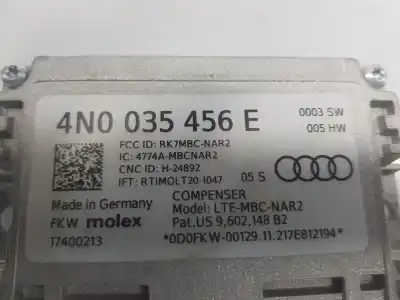 4N0 035 456 E
0003 SW
005 HW
FCC ID: RK7MBC-NAR2
IC: 4774A-MBCNAR2
CNC ID: H-24892
IFT: RTIMOLT20-1047
05 S
Made in Germany
COMPENSER
FKW molex
Model: LTE-MBC-NAR2
Pat.US 9,602,148 B2
17400213
*0D0FKW-00129.11.217E812194*